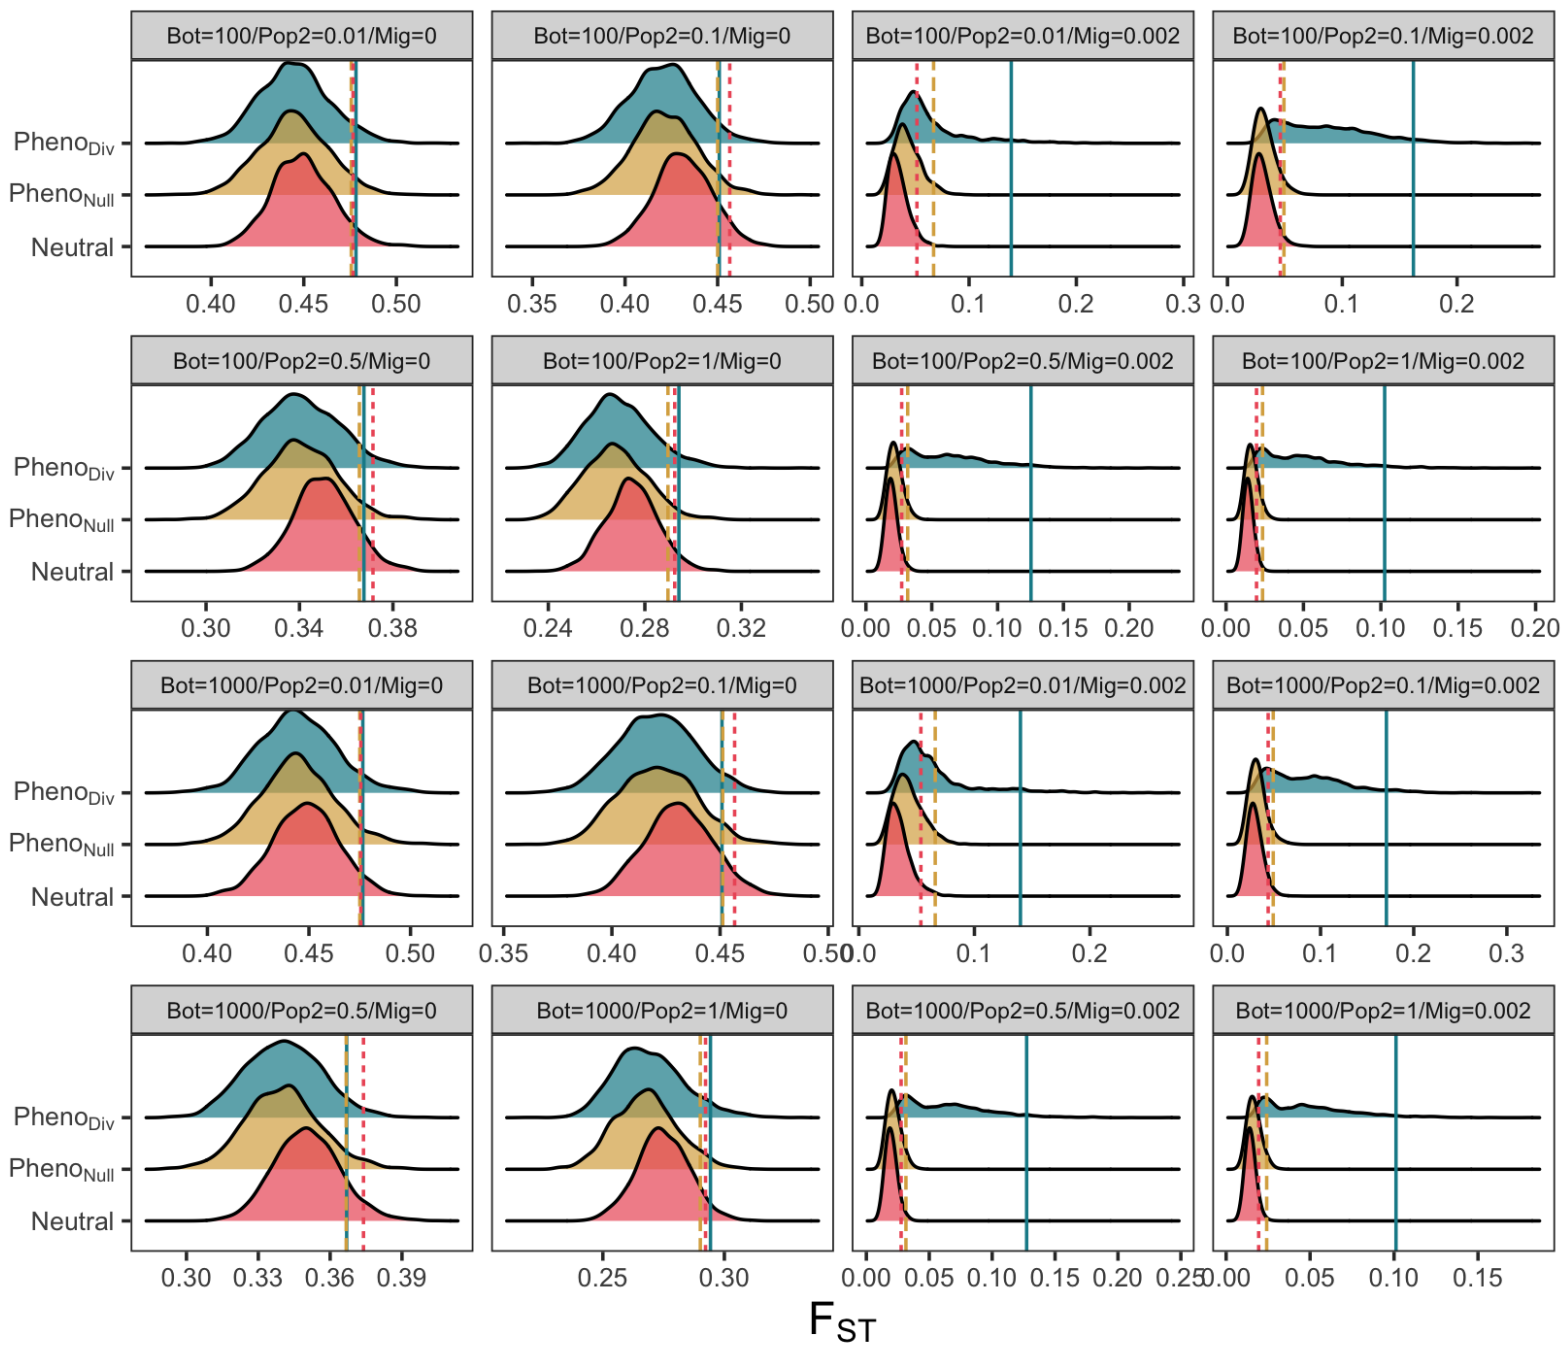 Bot=100/Pop2=0.01/Mig=0 Bot=100/Pop2=0.1/Mig=0 Bot=100/Pop2=0.01/Mig=0.002 Bot=100/Pop2=0.1/Mig=0.002
PhenoDiv
PhenoNull
Neutral
0.40 0.45 0.50 0.35 0.40 0.45 0.50 0.0 0.1 0.2 0.3 0.0 0.1 0.2
Bot=100/Pop2=0.5/Mig=0 Bot=100/Pop2=1/Mig=0 Bot=100/Pop2=0.5/Mig=0.002 Bot=100/Pop2=1/Mig=0.002
PhenoDiv
PhenoNull
Neutral
0.30 0.34 0.38 0.24 0.28 0.32 0.00 0.05 0.10 0.15 0.20 0.00 0.05 0.10 0.15 0.20
Bot=1000/Pop2=0.01/Mig=0 Bot=1000/Pop2=0.1/Mig=0 Bot=1000/Pop2=0.01/Mig=0.002 Bot=1000/Pop2=0.1/Mig=0.002
PhenoDiv
PhenoNull
Neutral
0.40 0.45 0.50 0.35 0.40 0.45 0.50 0.0 0.1 0.2 0.0 0.1 0.2 0.3
Bot=1000/Pop2=0.5/Mig=0 Bot=1000/Pop2=1/Mig=0 Bot=1000/Pop2=0.5/Mig=0.002 Bot=1000/Pop2=1/Mig=0.002
PhenoDiv
PhenoNull
Neutral
0.30 0.33 0.36 0.39 0.25 0.30 0.00 0.05 0.10 0.15 0.20 0.25 0.00 0.05 0.10 0.15
FST